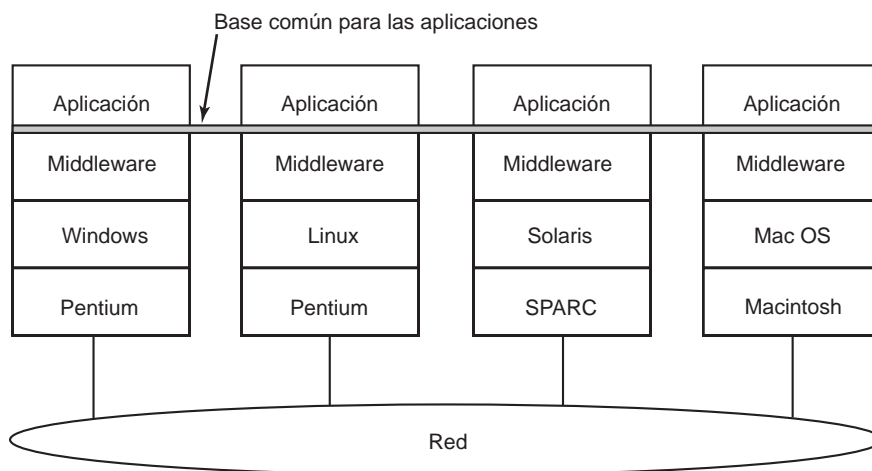 Base común para las aplicaciones
Aplicación Aplicación Aplicación Aplicación
Middleware Middleware Middleware Middleware
Windows Linux Solaris Mac OS
Pentium Pentium SPARC Macintosh
Red